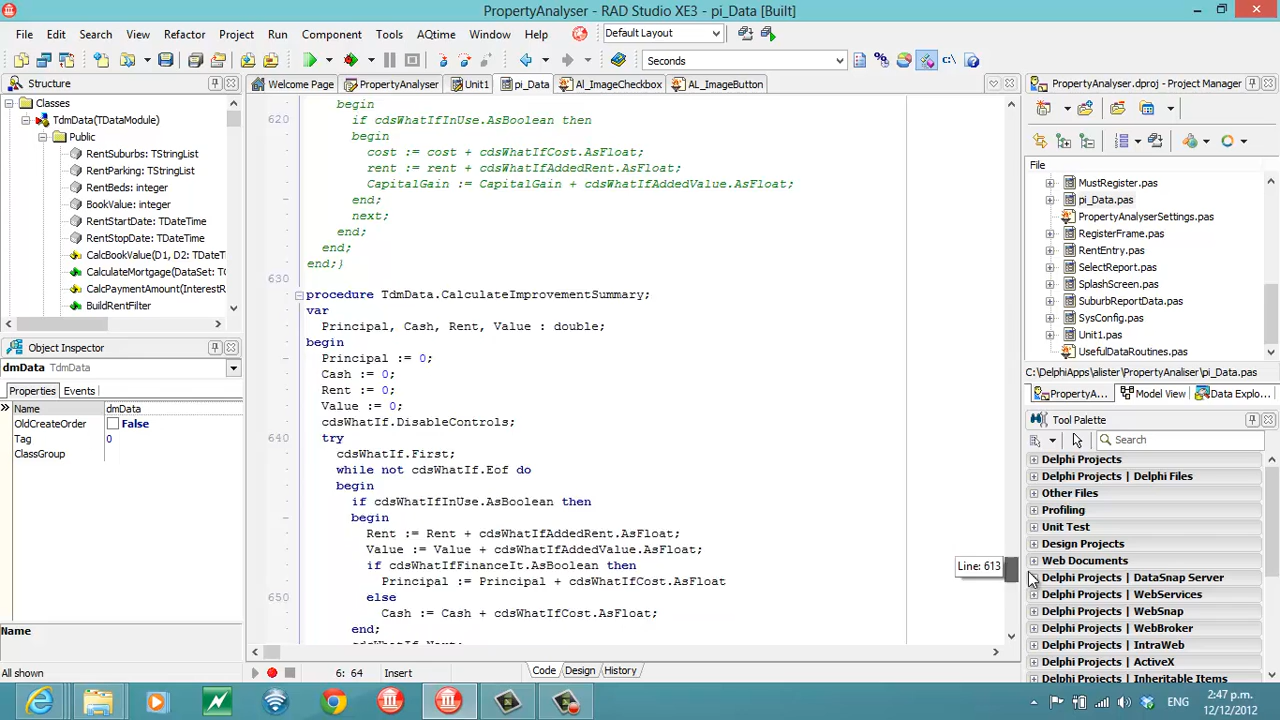 PropertyAnalyser - RAD Studio XE3 - pi_Data [Built]
File Edit Search View Refactor Project Run Component Tools AQtime Window Help Default Layout
Seconds
Structure
Welcome Page PropertyAnalyser Unit1 pi_Data Al_ImageCheckbox AL_ImageButton
PropertyAnalyser.dproj - Project Manager
Classes
TdmData(TDataModule)
Public
RentSuburbs: TStringList
RentParking: TStringList
RentBeds: integer
BookValue: integer
RentStartDate: TDateTime
RentStopDate: TDateTime
CalcBookValue(D1, D2: TDateT
CalculateMortgage(DataSet: T
CalcPaymentAmount(InterestR
BuildRentFilter
Object Inspector
dmData TdmData
Properties Events
Name dmData
OldCreateOrder False
Tag 0
ClassGroup
Name
All shown
begin
620 if cdsWhatIfInUse.AsBoolean then
begin
cost := cost + cdsWhatIfCost.AsFloat;
rent := rent + cdsWhatIfAddedRent.AsFloat;
CapitalGain := CapitalGain + cdsWhatIfAddedValue.AsFloat;
end;
next;
end;
end;
end;}
630
procedure TdmData.CalculateImprovementSummary;
var
Principal, Cash, Rent, Value : double;
begin
Principal := 0;
Cash := 0;
Rent := 0;
Value := 0;
cdsWhatIf.DisableControls;
640 try
cdsWhatIf.First;
while not cdsWhatIf.Eof do
begin
if cdsWhatIfInUse.AsBoolean then
begin
Rent := Rent + cdsWhatIfAddedRent.AsFloat;
Value := Value + cdsWhatIfAddedValue.AsFloat;
if cdsWhatIfFinanceIt.AsBoolean then
Principal := Principal + cdsWhatIfCost.AsFloat
650 else
Cash := Cash + cdsWhatIfCost.AsFloat;
end;
cdsWhatIf.Next;
Line: 613
6: 64 Insert
Code Design History
File
MustRegister.pas
pi_Data.pas
PropertyAnalyserSettings.pas
RegisterFrame.pas
RentEntry.pas
SelectReport.pas
SplashScreen.pas
SuburbReportData.pas
SysConfig.pas
Unit1.pas
UsefulDataRoutines.pas
C:\DelphiApps\alister\PropertyAnaliser\pi_Data.pas
PropertyA... Model View Data Explo...
Tool Palette
Search
Delphi Projects
Delphi Projects | Delphi Files
Other Files
Profiling
Unit Test
Design Projects
Web Documents
Delphi Projects | DataSnap Server
Delphi Projects | WebServices
Delphi Projects | WebSnap
Delphi Projects | WebBroker
Delphi Projects | IntraWeb
Delphi Projects | ActiveX
Delphi Projects | Inheritable Items
ENG
2:47 p.m.
12/12/2012